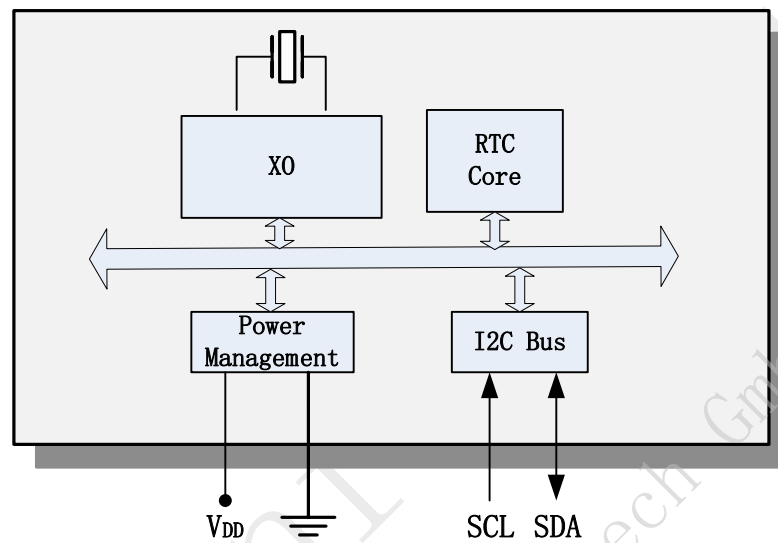 XO
RTC
Core
Power
Management
I2C Bus
VDD
SCL SDA